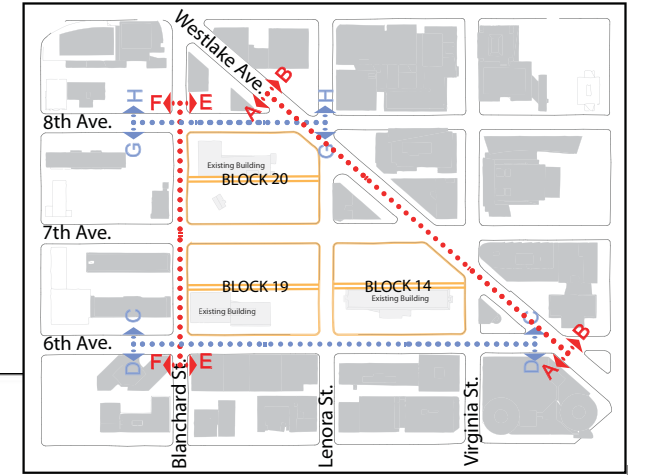 Westlake Ave.
B
A
H
F
E
H
8th Ave.
G
G
Existing Building
BLOCK 20
7th Ave.
BLOCK 19
BLOCK 14
Existing Building
Existing Building
C
C
6th Ave.
B
D
F
E
D
A
Blanchard St.
Lenora St.
Virginia St.